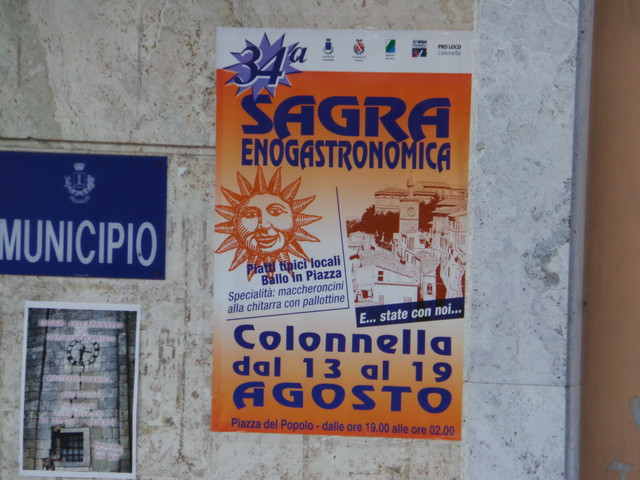 34a
PRO LOCO
Colonnella
SAGRA
ENOGASTRONOMICA
MUNICIPIO
Piatti tipici locali
Ballo in Piazza
Specialità: maccheroncini
alla chitarra con pallottine
E... state con noi...
Colonnella
dal 13 al 19
AGOSTO
Piazza del Popolo - dalle ore 19.00 alle ore 02.00